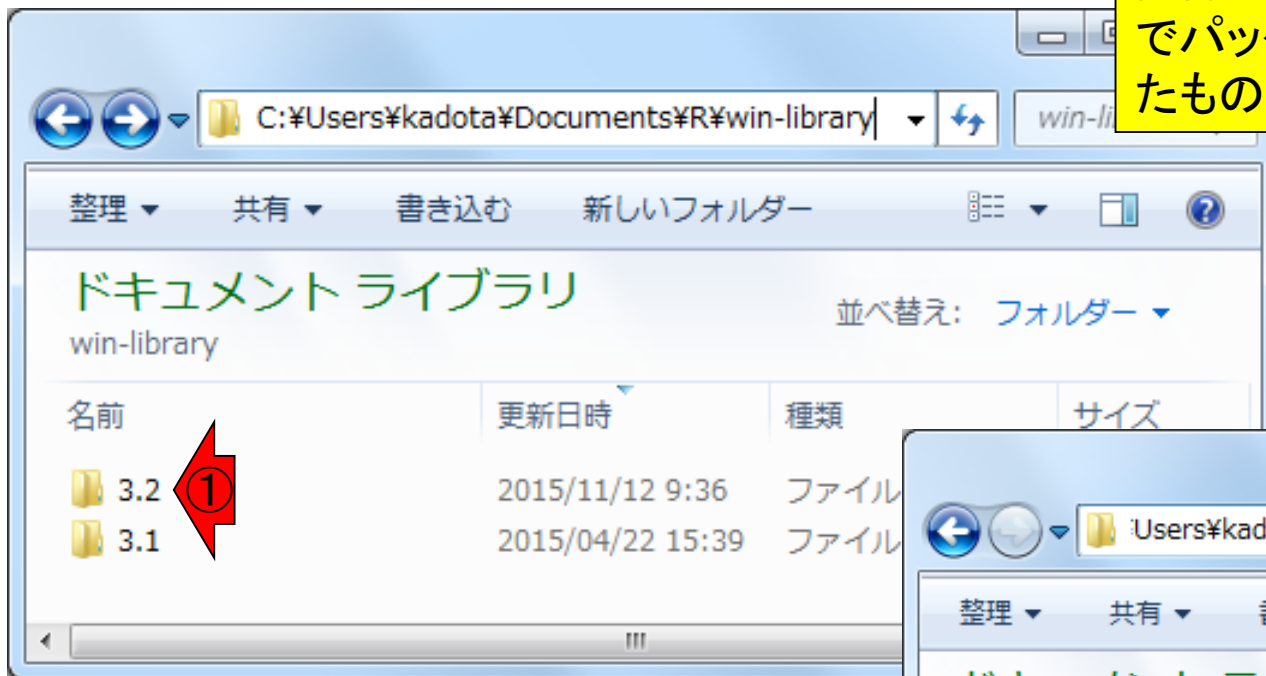 でパッ
たもの
C:¥Users¥kadota¥Documents¥R¥win-library
win-li
整理 共有 書き込む 新しいフォルダー
ドキュメント ライブラリ
win-library
並べ替え: フォルダー
名前 更新日時 種類 サイズ
3.2 ① 2015/11/12 9:36 ファイル
3.1 2015/04/22 15:39 ファイル
Users¥kad
整理 共有